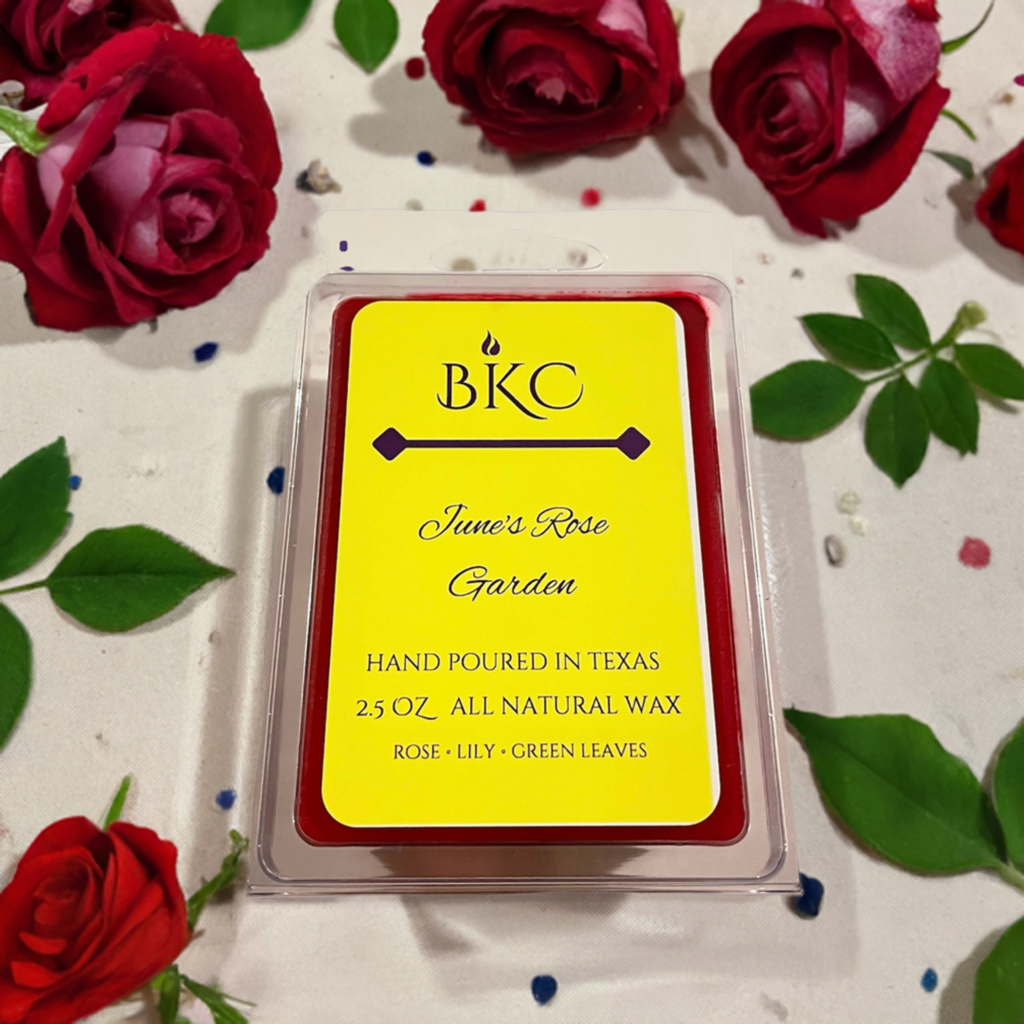 BKC
June's Rose
Garden
HAND POURED IN TEXAS
2.5 OZ ALL NATURAL WAX
ROSE • LILY • GREEN LEAVES